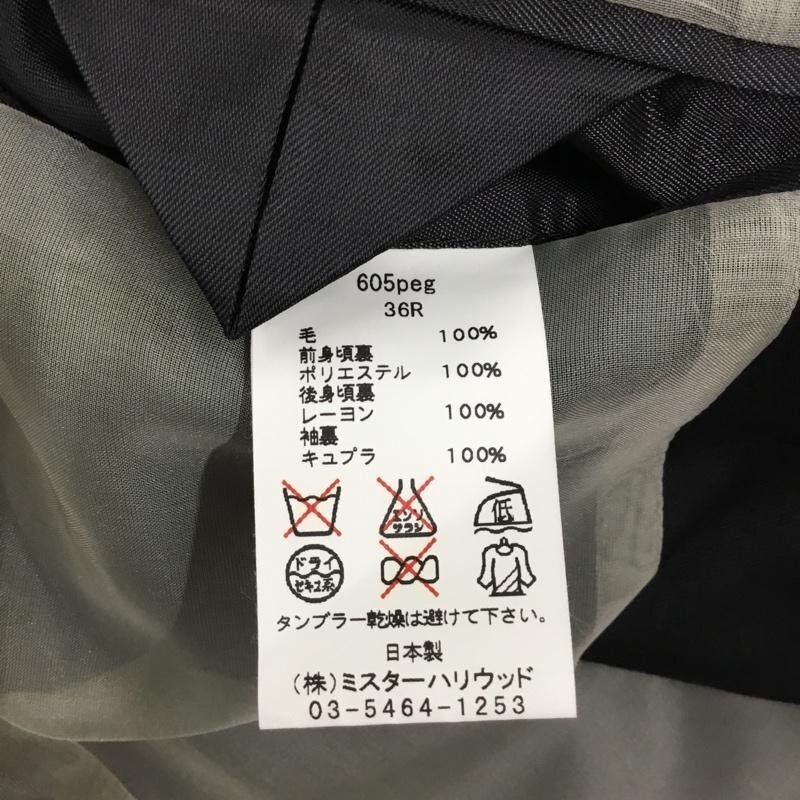 605peg
36R
毛 100%
前身頃裏
ポリエステル 100%
後身頃裏
レーヨン 100%
袖裏
キュプラ 100%
エンソ
サラシ
低
ドライ
セキユ系
タンブラー乾燥は避けて下さい。
日本製
(株)ミスターハリウッド
03-5464-1253